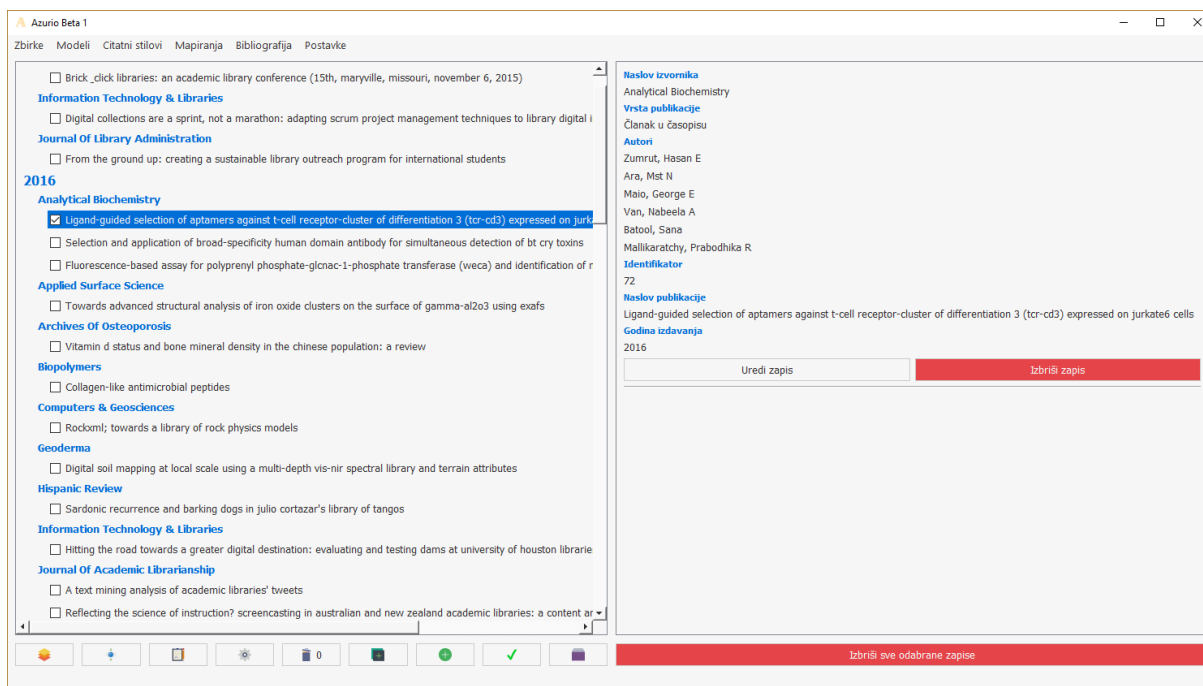 Azurio Beta 1
Zbirke Modeli Citatni stilovi Mapiranja Bibliografija Postavke
Brick _click libraries: an academic library conference (15th, maryville, missouri, november 6, 2015)
Information Technology & Libraries
Digital collections are a sprint, not a marathon: adapting scrum project management techniques to library digital i
Journal Of Library Administration
From the ground up: creating a sustainable library outreach program for international students
2016
Analytical Biochemistry
Ligand-guided selection of aptamers against t-cell receptor-cluster of differentiation 3 (tcr-cd3) expressed on jurka
Selection and application of broad-specificity human domain antibody for simultaneous detection of bt cry toxins
Fluorescence-based assay for polyprenyl phosphate-glcnac-1-phosphate transferase (weca) and identification of r
Applied Surface Science
Towards advanced structural analysis of iron oxide clusters on the surface of gamma-al2o3 using exafs
Archives Of Osteoporosis
Vitamin d status and bone mineral density in the chinese population: a review
Biopolymers
Collagen-like antimicrobial peptides
Computers & Geosciences
Rockxml; towards a library of rock physics models
Geoderma
Digital soil mapping at local scale using a multi-depth vis-nir spectral library and terrain attributes
Hispanic Review
Sardonic recurrence and barking dogs in julio cortazar's library of tangos
Information Technology & Libraries
Hitting the road towards a greater digital destination: evaluating and testing dams at university of houston librarie
Journal Of Academic Librarianship
A text mining analysis of academic libraries' tweets
Reflecting the science of instruction? screencasting in australian and new zealand academic libraries: a content an
0
Naslov izvornika
Analytical Biochemistry
Vrsta publikacije
Članak u časopisu
Autori
Zumrut, Hasan E
Ara, Mst N
Maio, George E
Van, Nabeela A
Batool, Sana
Mallikaratchy, Prabodhika R
Identifikator
72
Naslov publikacije
Ligand-guided selection of aptamers against t-cell receptor-cluster of differentiation 3 (tcr-cd3) expressed on jurkate6 cells
Godina izdavanja
2016
Uredi zapis
Izbriši zapis
Izbriši sve odabrane zapise